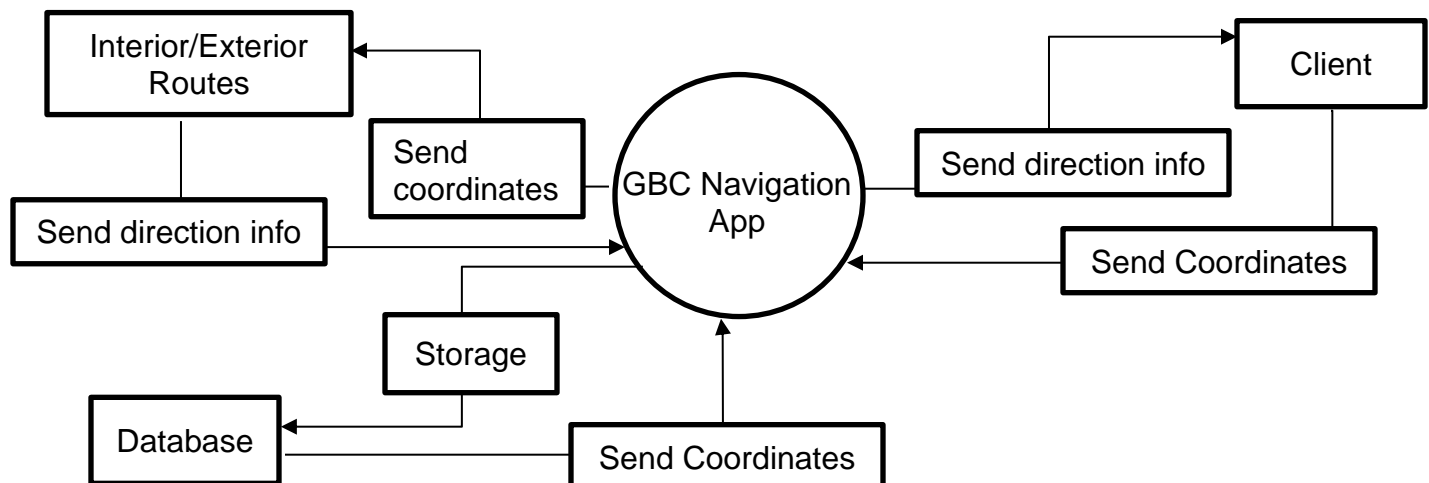 Interior/Exterior
Routes
Client
Send
coordinates
Send direction info
GBC Navigation
App
Send direction info
Send Coordinates
Storage
Database
Send Coordinates